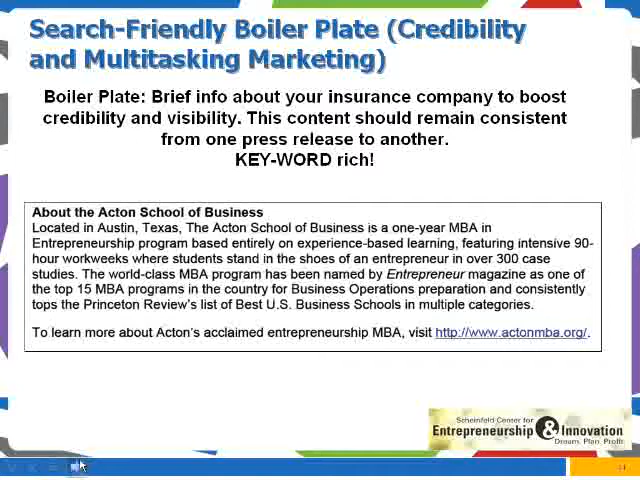 Search-Friendly Boiler Plate (Credibility
and Multitasking Marketing)
Boiler Plate: Brief info about your insurance company to boost
credibility and visibility. This content should remain consistent
from one press release to another.
KEY-WORD rich!
About the Acton School of Business
Located in Austin, Texas, The Acton School of Business is a one-year MBA in
Entrepreneurship program based entirely on experience-based learning, featuring intensive 90-
hour workweeks where students stand in the shoes of an entrepreneur in over 300 case
studies. The world-class MBA program has been named by Entrepreneur magazine as one of
the top 15 MBA programs in the country for Business Operations preparation and consistently
tops the Princeton Review's list of Best U.S. Business Schools in multiple categories.
To learn more about Acton's acclaimed entrepreneurship MBA, visit http://www.actonmba.org/.
Scheinfeld Center for
Entrepreneurship & Innovation
Dream. Plan. Profit.